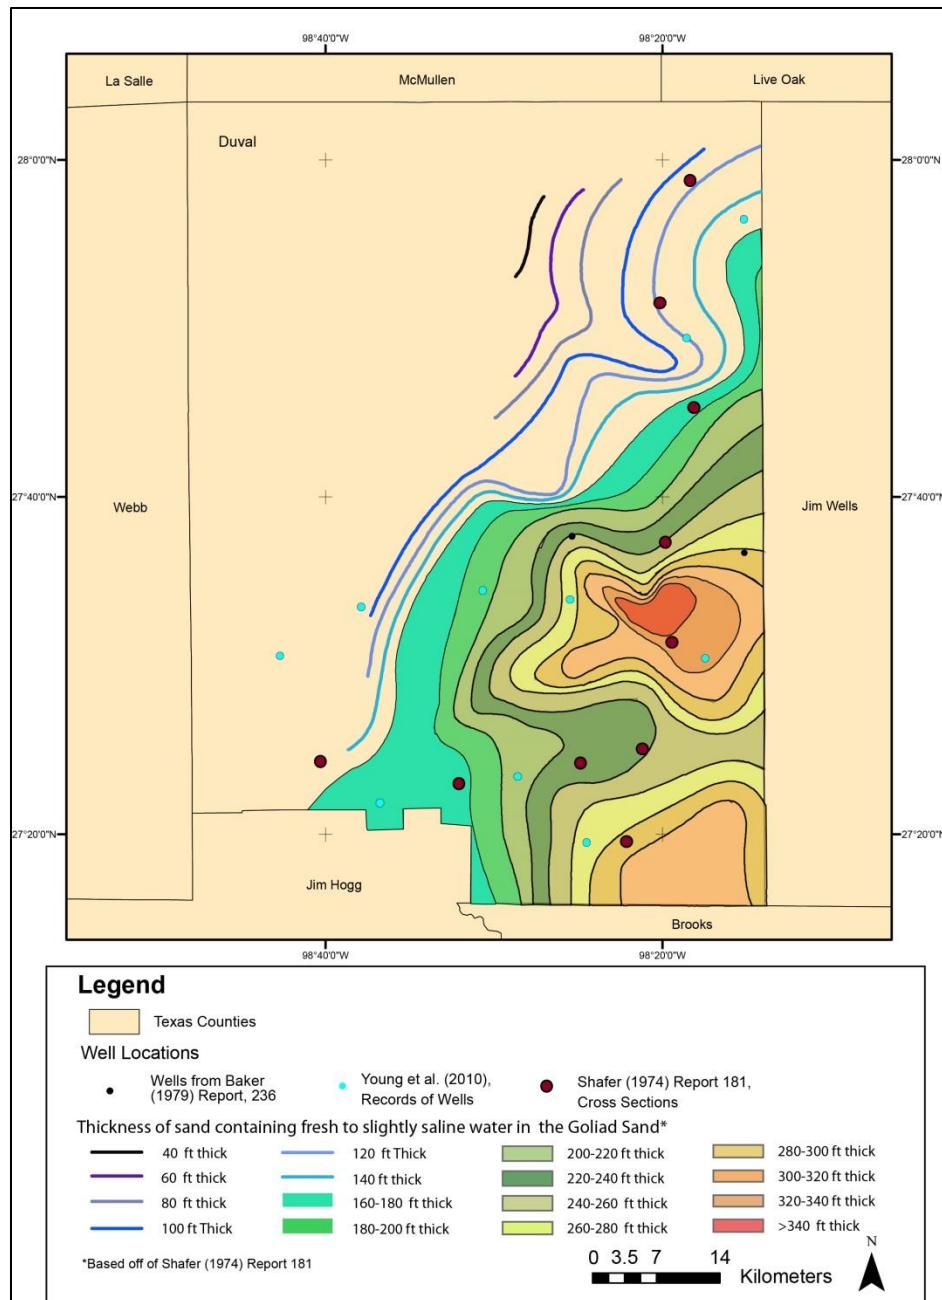 98°40'0"W 98°20'0"W
La Salle McMullen Live Oak
Duval
28°0'0"N 28°0'0"N
27°40'0"N 27°40'0"N
Webb Jim Wells
27°20'0"N 27°20'0"N
Jim Hogg
Brooks
98°40'0"W 98°20'0"W
Legend
Texas Counties
Well Locations
Wells from Baker
(1979) Report, 236
Young et al. (2010),
Records of Wells
Shafer (1974) Report 181,
Cross Sections
Thickness of sand containing fresh to slightly saline water in the Goliad Sand*
40 ft thick
60 ft thick
80 ft thick
100 ft Thick
120 ft Thick
140 ft thick
160-180 ft thick
180-200 ft thick
200-220 ft thick
220-240 ft thick
240-260 ft thick
260-280 ft thick
280-300 ft thick
300-320 ft thick
320-340 ft thick
>340 ft thick
*Based off of Shafer (1974) Report 181
0 3.5 7 14
Kilometers
N